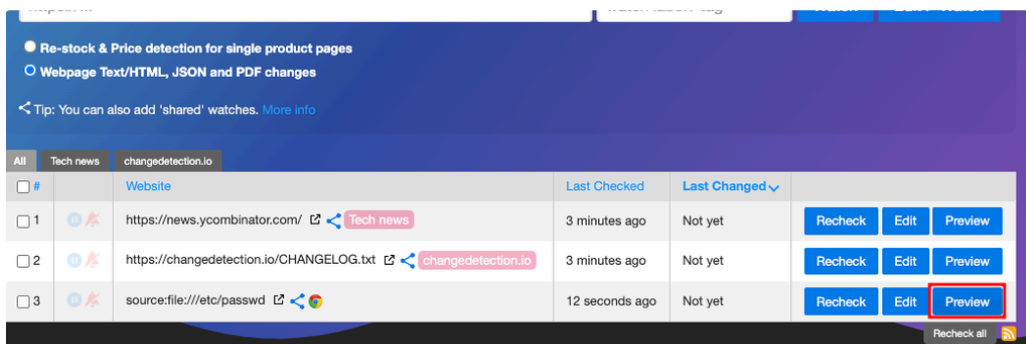 Re-stock & Price detection for single product pages
Webpage Text/HTML, JSON and PDF changes
Tip: You can also add 'shared' watches. More info
All Tech news changedetection.io
# Website Last Checked Last Changed
1 https://news.ycombinator.com/ Tech news 3 minutes ago Not yet Recheck Edit Preview
2 https://changedetection.io/CHANGELOG.txt changedetection.io 3 minutes ago Not yet Recheck Edit Preview
3 source:file:///etc/passwd 12 seconds ago Not yet Recheck Edit Preview
Recheck all